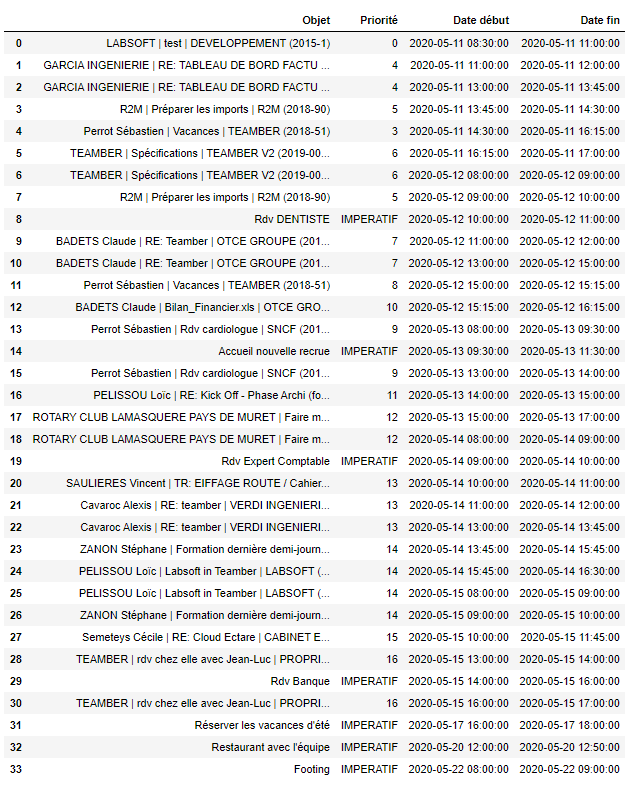 Objet Priorité Date début Date fin
0 LABSOFT | test | DEVELOPPEMENT (2015-1) 0 2020-05-11 08:30:00 2020-05-11 11:00:00
1 GARCIA INGENIERIE | RE: TABLEAU DE BORD FACTU ... 4 2020-05-11 11:00:00 2020-05-11 12:00:00
2 GARCIA INGENIERIE | RE: TABLEAU DE BORD FACTU ... 4 2020-05-11 13:00:00 2020-05-11 13:45:00
3 R2M | Préparer les imports | R2M (2018-90) 5 2020-05-11 13:45:00 2020-05-11 14:30:00
4 Perrot Sébastien | Vacances | TEAMBER (2018-51) 3 2020-05-11 14:30:00 2020-05-11 16:15:00
5 TEAMBER | Spécifications | TEAMBER V2 (2019-00... 6 2020-05-11 16:15:00 2020-05-11 17:00:00
6 TEAMBER | Spécifications | TEAMBER V2 (2019-00... 6 2020-05-12 08:00:00 2020-05-12 09:00:00
7 R2M | Préparer les imports | R2M (2018-90) 5 2020-05-12 09:00:00 2020-05-12 10:00:00
8 Rdv DENTISTE IMPERATIF 2020-05-12 10:00:00 2020-05-12 11:00:00
9 BADETS Claude | RE: Teamber | OTCE GROUPE (201... 7 2020-05-12 11:00:00 2020-05-12 12:00:00
10 BADETS Claude | RE: Teamber | OTCE GROUPE (201... 7 2020-05-12 13:00:00 2020-05-12 15:00:00
11 Perrot Sébastien | Vacances | TEAMBER (2018-51) 8 2020-05-12 15:00:00 2020-05-12 15:15:00
12 BADETS Claude | Bilan_Financier.xls | OTCE GRO... 10 2020-05-12 15:15:00 2020-05-12 16:15:00
13 Perrot Sébastien | Rdv cardiologue | SNCF (201... 9 2020-05-13 08:00:00 2020-05-13 09:30:00
14 Accueil nouvelle recrue IMPERATIF 2020-05-13 09:30:00 2020-05-13 11:30:00
15 Perrot Sébastien | Rdv cardiologue | SNCF (201... 9 2020-05-13 13:00:00 2020-05-13 14:00:00
16 PELISSOU Loïc | RE: Kick Off - Phase Archi (fo... 11 2020-05-13 14:00:00 2020-05-13 15:00:00
17 ROTARY CLUB LAMASQUERE PAYS DE MURET | Faire m... 12 2020-05-13 15:00:00 2020-05-13 17:00:00
18 ROTARY CLUB LAMASQUERE PAYS DE MURET | Faire m... 12 2020-05-14 08:00:00 2020-05-14 09:00:00
19 Rdv Expert Comptable IMPERATIF 2020-05-14 09:00:00 2020-05-14 10:00:00
20 SAULIERES Vincent | TR: EIFFAGE ROUTE / Cahier... 13 2020-05-14 10:00:00 2020-05-14 11:00:00
21 Cavaroc Alexis | RE: teamber | VERDI INGENIERI... 13 2020-05-14 11:00:00 2020-05-14 12:00:00
22 Cavaroc Alexis | RE: teamber | VERDI INGENIERI... 13 2020-05-14 13:00:00 2020-05-14 13:45:00
23 ZANON Stéphane | Formation dernière demi-journ... 14 2020-05-14 13:45:00 2020-05-14 15:45:00
24 PELISSOU Loïc | Labsoft in Teamber | LABSOFT (... 14 2020-05-14 15:45:00 2020-05-14 16:30:00
25 PELISSOU Loïc | Labsoft in Teamber | LABSOFT (... 14 2020-05-15 08:00:00 2020-05-15 09:00:00
26 ZANON Stéphane | Formation dernière demi-journ... 14 2020-05-15 09:00:00 2020-05-15 10:00:00
27 Semeteys Cécile | RE: Cloud Ectare | CABINET E... 15 2020-05-15 10:00:00 2020-05-15 11:45:00
28 TEAMBER | rdv chez elle avec Jean-Luc | PROPRI... 16 2020-05-15 13:00:00 2020-05-15 14:00:00
29 Rdv Banque IMPERATIF 2020-05-15 14:00:00 2020-05-15 16:00:00
30 TEAMBER | rdv chez elle avec Jean-Luc | PROPRI... 16 2020-05-15 16:00:00 2020-05-15 17:00:00
31 Réserver les vacances d'été IMPERATIF 2020-05-17 16:00:00 2020-05-17 18:00:00
32 Restaurant avec l'équipe IMPERATIF 2020-05-20 12:00:00 2020-05-20 12:50:00
33 Footing IMPERATIF 2020-05-22 08:00:00 2020-05-22 09:00:00